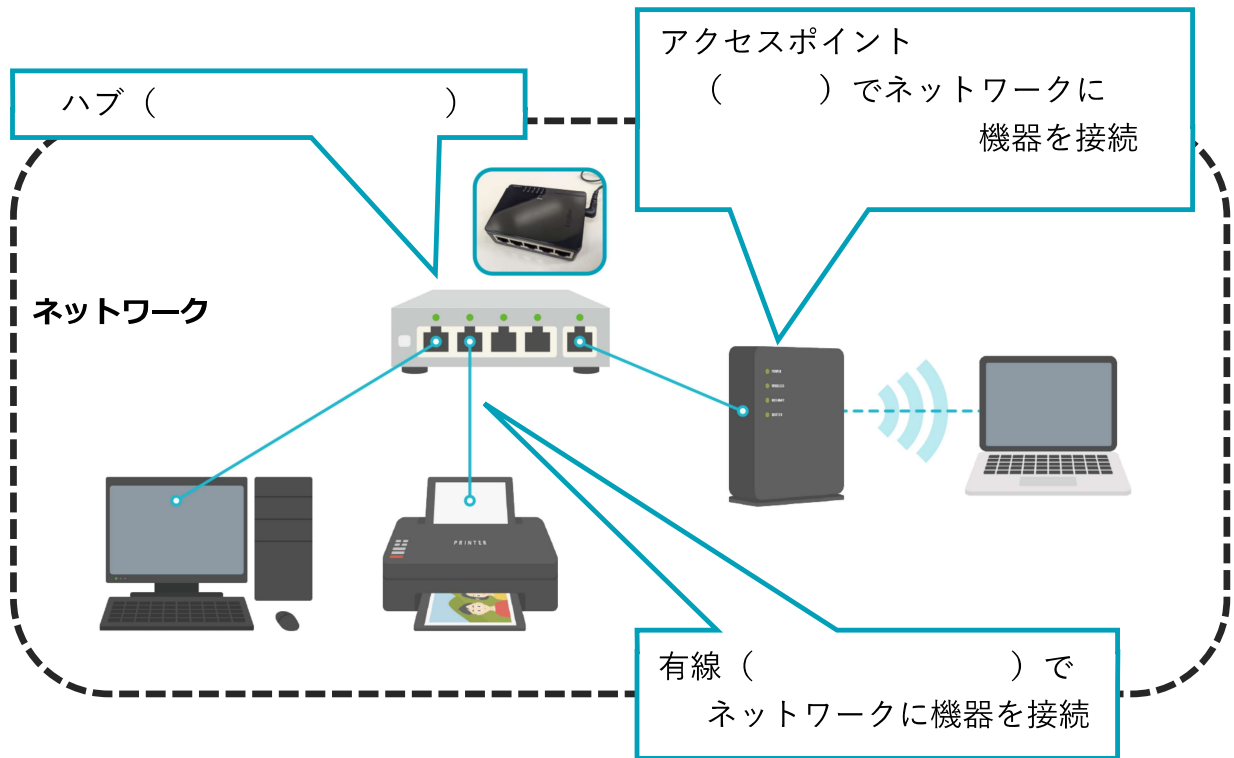 アクセスポイント
（　　　）でネットワークに
機器を接続
ハブ（　　　　　　　　　）
ネットワーク
PRINTER
有線（　　　　　　　　）で
ネットワークに機器を接続